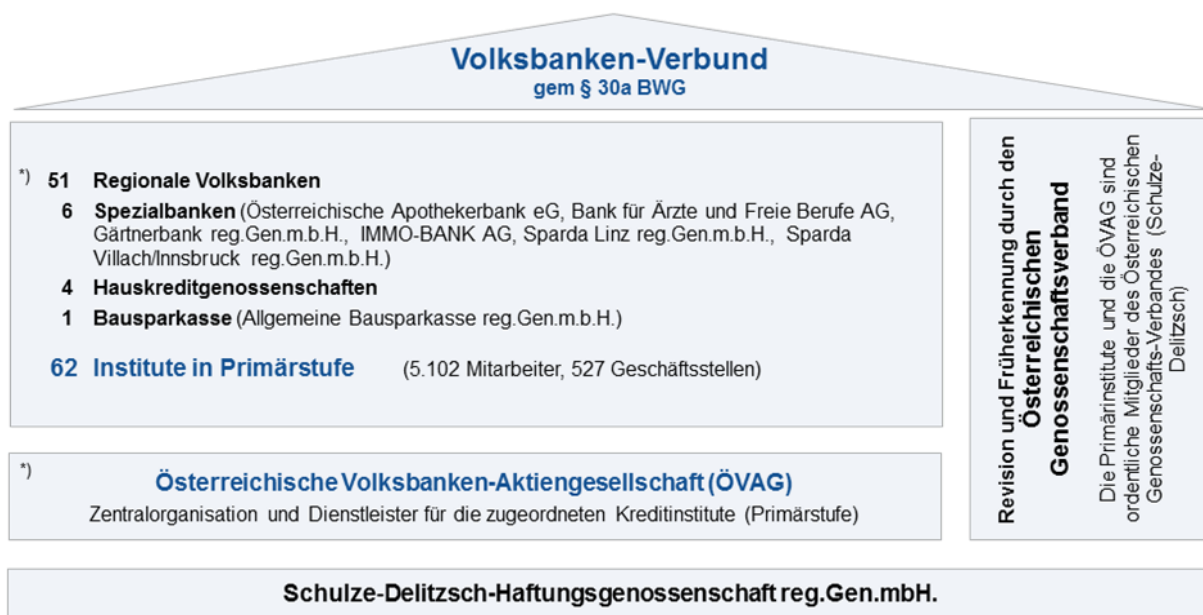 Volksbanken-Verbund
gem § 30a BWG
*) 51 Regionale Volksbanken
6 Spezialbanken (Österreichische Apothekerbank eG, Bank für Ärzte und Freie Berufe AG,
Gärtnerbank reg.Gen.m.b.H., IMMO-BANK AG, Sparda Linz reg.Gen.m.b.H., Sparda
Villach/Innsbruck reg.Gen.m.b.H.)
4 Hauskreditgenossenschaften
1 Bausparkasse (Allgemeine Bausparkasse reg.Gen.m.b.H.)
62 Institute in Primärstufe (5.102 Mitarbeiter, 527 Geschäftsstellen)
*)
Österreichische Volksbanken-Aktiengesellschaft (ÖVAG)
Zentralorganisation und Dienstleister für die zugeordneten Kreditinstitute (Primärstufe)
Revision und Früherkennung durch den
Österreichischen
Genossenschaftsverband
Die Primärinstitute und die ÖVAG sind
ordentliche Mitglieder des Österreichischen
Genossenschafts-Verbandes (Schulze-
Delitzsch)
Schulze-Delitzsch-Haftungsgenossenschaft reg.Gen.mbH.